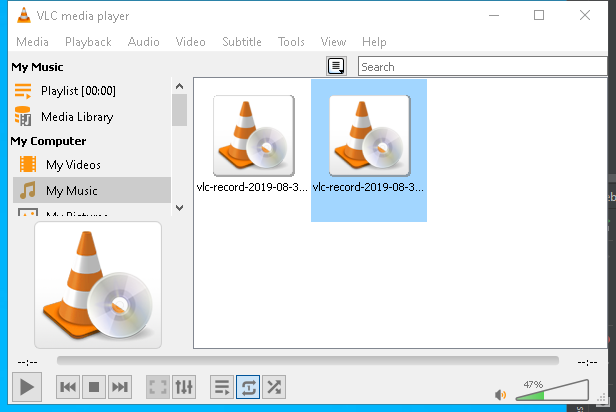 VLC media player
Media Playback Audio Video Subtitle Tools View Help
My Music
Search
Playlist [00:00]
Media Library
My Computer
My Videos
My Music
My Pictures
vlc-record-2019-08-3... vlc-record-2019-08-3...
--:-- --:--
47%